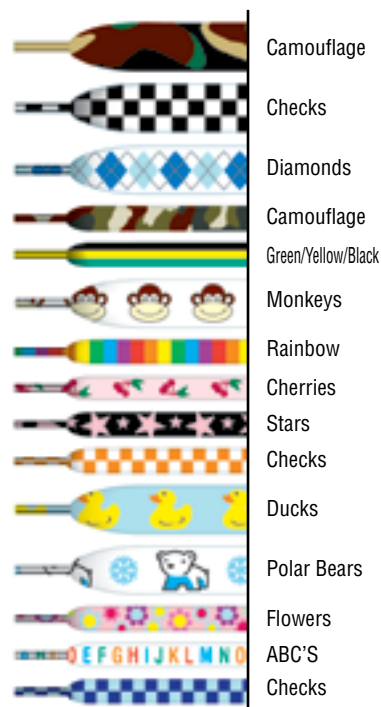 Camouflage
Checks
Diamonds
Camouflage
Green/Yellow/Black
Monkeys
Rainbow
Cherries
Stars
Checks
Ducks
Polar Bears
Flowers
DEFGHIJKLMNO ABC'S
Checks